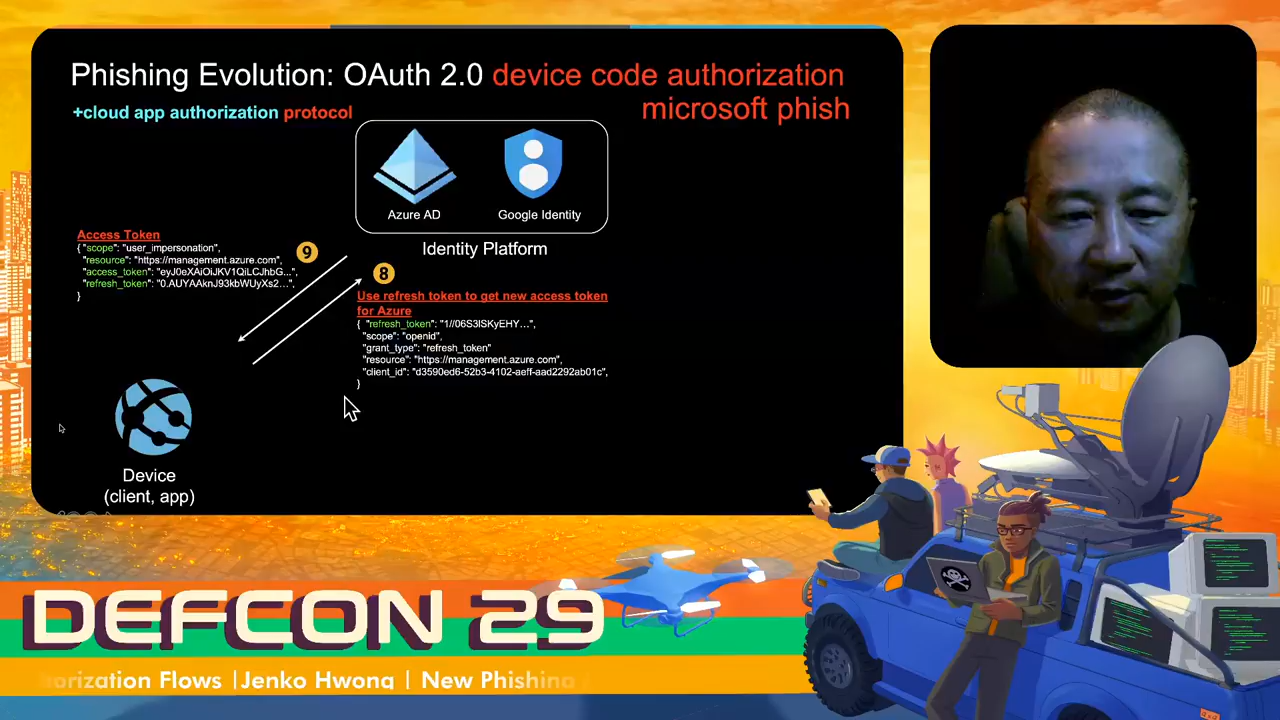 Phishing Evolution: OAuth 2.0 device code authorization
microsoft phish
+cloud app authorization protocol
Azure AD
Google Identity
Identity Platform
Access Token
{ "scope": "user_impersonation",
"resource": "https://management.azure.com",
"access_token": "eyJ0eXAiOiJKV1QiLCJhbG...",
"refresh_token": "0.AUYAAknJ93kbWUyXs2...",
}
9
8
Use refresh token to get new access token
for Azure
{ "refresh_token": "1//06S3ISKyEHY...",
"scope": "openid",
"grant_type": "refresh_token"
"resource": "https://management.azure.com",
"client_id": "d3590ed6-52b3-4102-aeff-aad2292ab01c",
}
Device
(client, app)
DEFCON 29
orization Flows |Jenko Hwong | New Phishing